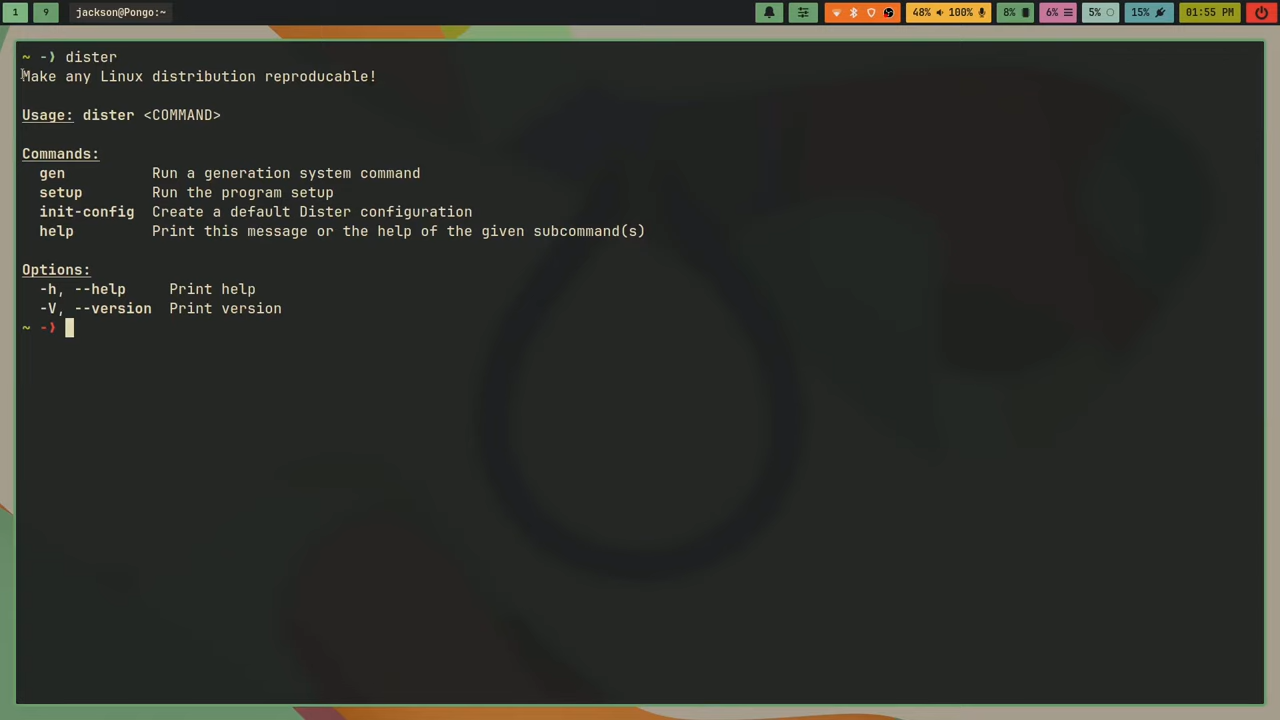 1 9 jackson@Pongo:~ 48% 100% 8% 6% 5% 15% 01:55 PM
~ -❯ dister
Make any Linux distribution reproducable!
Usage: dister <COMMAND>
Commands:
gen Run a generation system command
setup Run the program setup
init-config Create a default Dister configuration
help Print this message or the help of the given subcommand(s)
Options:
-h, --help Print help
-V, --version Print version
~ -❯